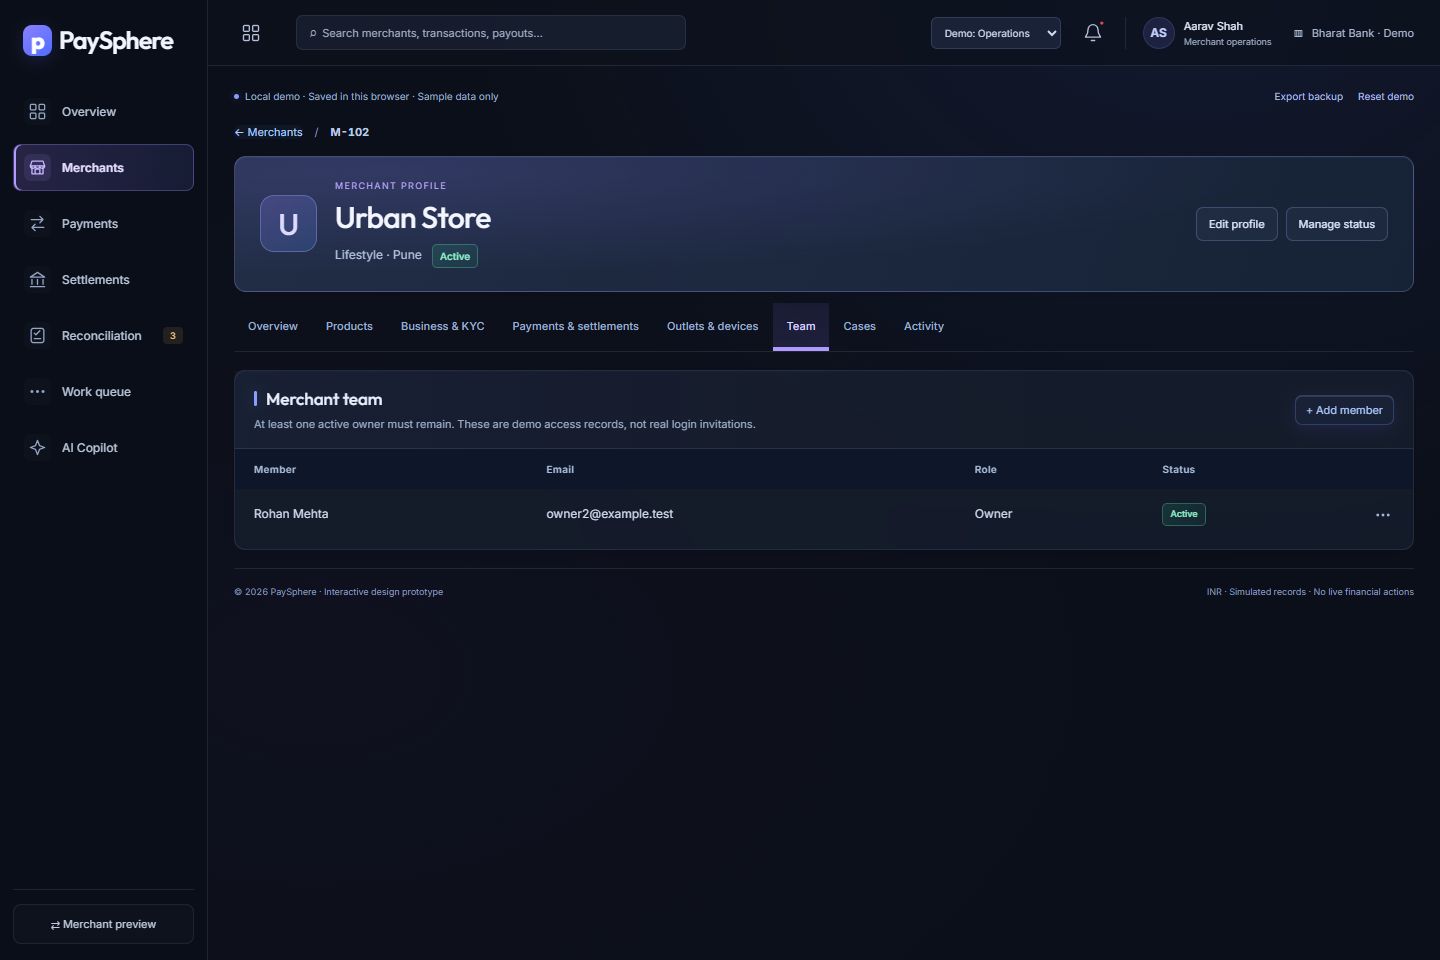 p PaySphere
Overview
Merchants
Payments
Settlements
Reconciliation 3
Work queue
AI Copilot
⇄ Merchant preview
Search merchants, transactions, payouts...
Demo: Operations
AS
Aarav Shah
Merchant operations
Bharat Bank · Demo
Local demo · Saved in this browser · Sample data only
Export backup Reset demo
← Merchants / M-102
U
MERCHANT PROFILE
Urban Store
Lifestyle · Pune Active
Edit profile Manage status
Overview Products Business & KYC Payments & settlements Outlets & devices Team Cases Activity
Merchant team
At least one active owner must remain. These are demo access records, not real login invitations.
+ Add member
Member Email Role Status
Rohan Mehta owner2@example.test Owner Active ...
© 2026 PaySphere · Interactive design prototype
INR · Simulated records · No live financial actions